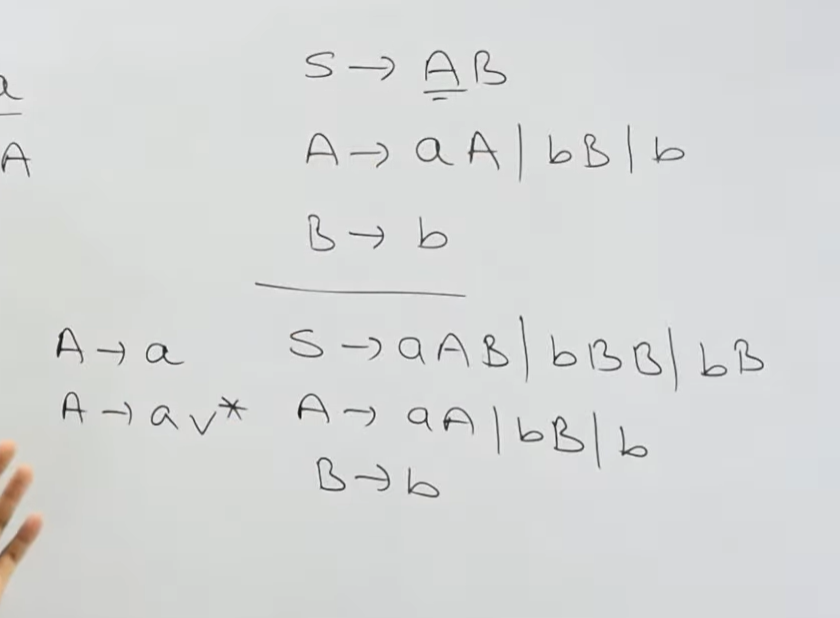 a
A
S → AB
A → aA | bB | b
B → b
A → a
A → av*
S → aAB | bBB | bB
A → aA | bB | b
B → b